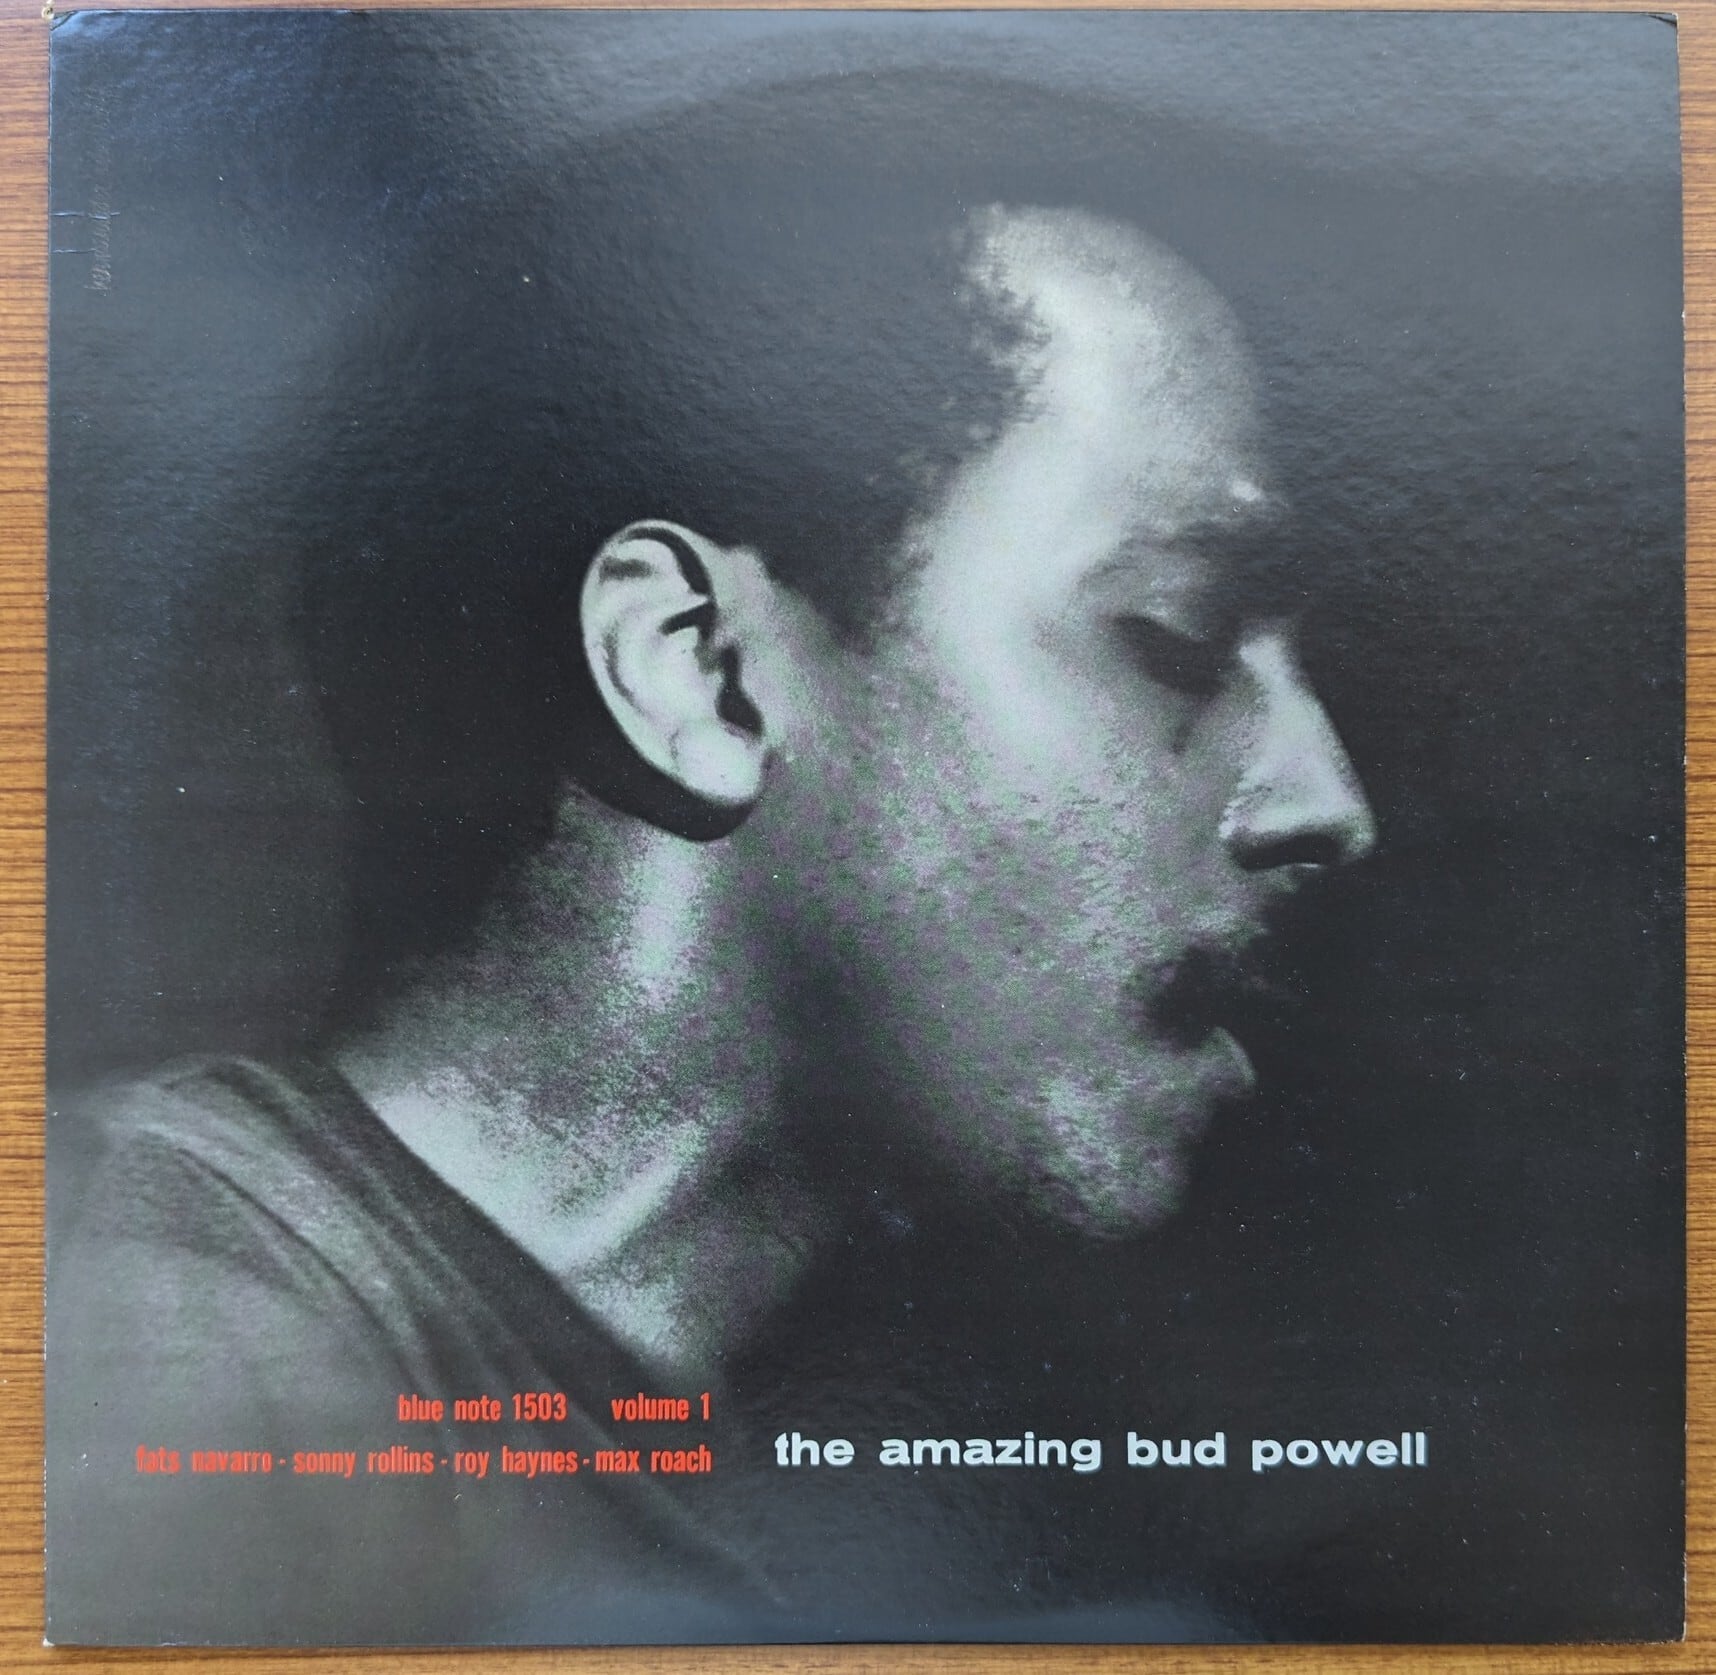 blue note 1503 volume 1
fats navarro · sonny rollins · roy haynes · max roach
the amazing bud powell